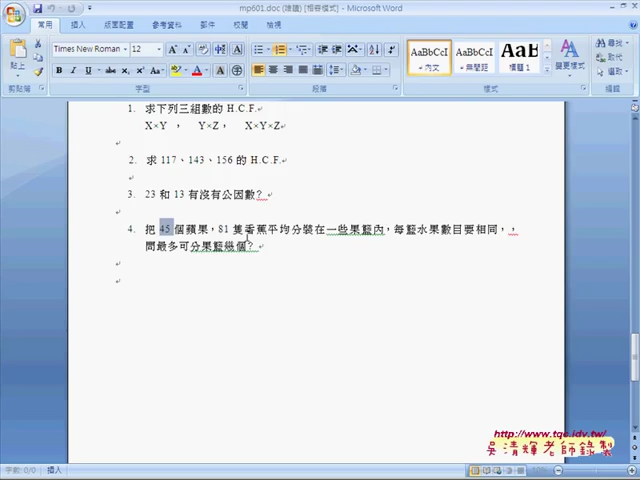 mp601.doc [唯讀] [相容模式] - Microsoft Word
常用 插入 版面配置 參考資料 郵件 校閱 檢視
貼上 Times New Roman 12 AaBbCcI AaBbCcI AaBb 尋找
B I U 取代
內文 無間距 標題 1 變更樣式 選取
剪貼簿 字型 段落 樣式 編輯
1. 求下列三組數的 H.C.F.
X×Y ， Y×Z， X×Y×Z
2. 求 117、143、156 的 H.C.F.
3. 23 和 13 有沒有公因數?
4. 把 45 個蘋果，81 隻香蕉平均分裝在一些果籃內，每籃水果數目要相同，，
問最多可分果籃幾個?
http://www.tqc.idv.tw/
吳清輝老師錄製
字數: 0/0 插入